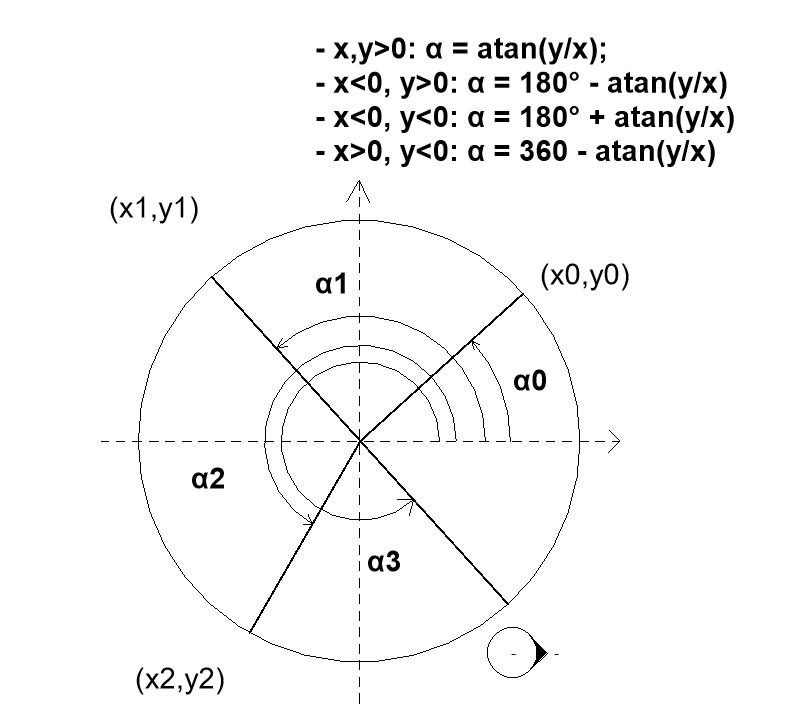 - x,y>0: α = atan(y/x);
- x<0, y>0: α = 180° - atan(y/x)
- x<0, y<0: α = 180° + atan(y/x)
- x>0, y<0: α = 360 - atan(y/x)
(x1,y1)
α1
(x0,y0)
α0
α2
α3
(x2,y2)
- -